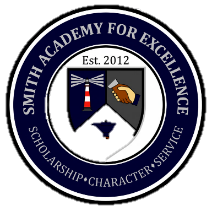 SMITH ACADEMY FOR EXCELLENCE
Est. 2012
SCHOLARSHIP•CHARACTER•SERVICE